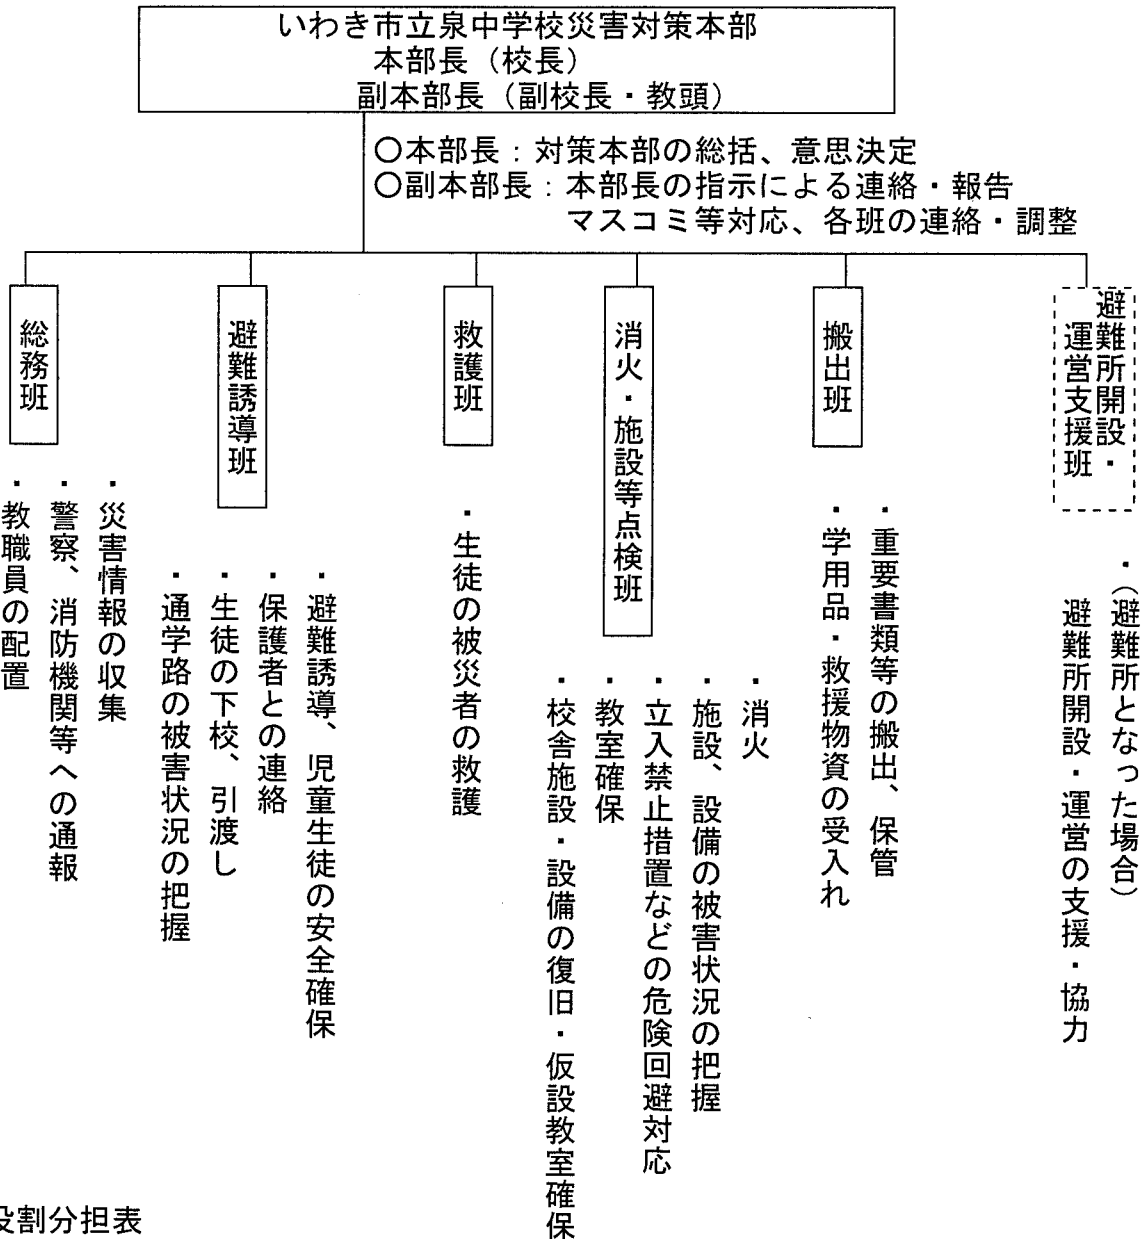 いわき市立泉中学校災害対策本部
本部長（校長）
副本部長（副校長・教頭）
○本部長：対策本部の総括、意思決定
○副本部長：本部長の指示による連絡・報告
マスコミ等対応、各班の連絡・調整
総務班
・災害情報の収集
・警察、消防機関等への通報
・教職員の配置
避難誘導班
・避難誘導、児童生徒の安全確保
・保護者との連絡
・生徒の下校、引渡し
・通学路の被害状況の把握
救護班
・生徒の被災者の救護
消火・施設等点検班
・消火
・施設、設備の被害状況の把握
・立入禁止措置などの危険回避対応
・教室確保
・校舎施設・設備の復旧・仮設教室確保
搬出班
・重要書類等の搬出、保管
・学用品・救援物資の受入れ
避難所開設・
運営支援班
・（避難所となった場合）
避難所開設・運営の支援・協力
役割分担表